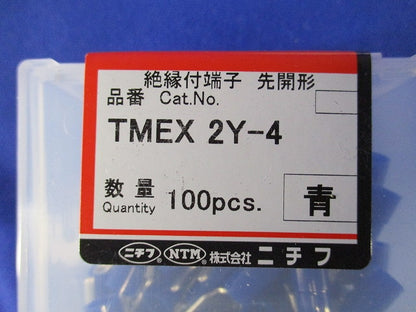 絶縁付端子 先開形
品番 Cat.No.
TMEX 2Y-4
数量 100pcs. 青
Quantity
ニチフ® NTM® 株式会社 ニチフ